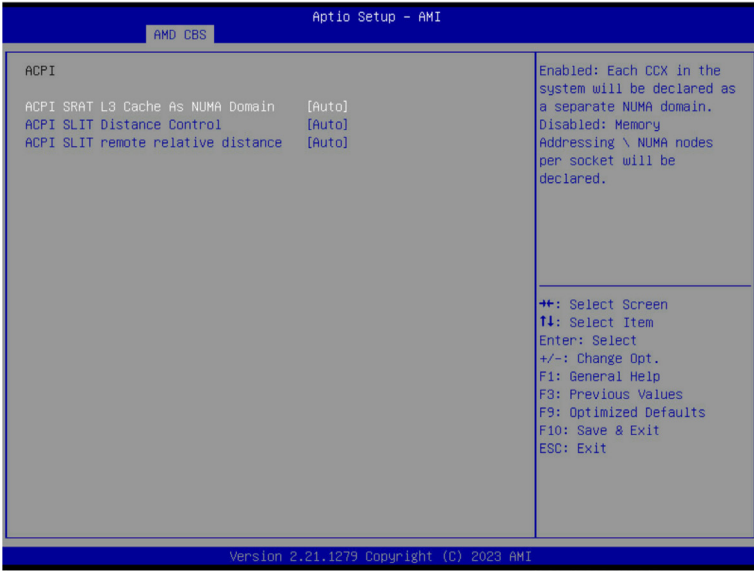 Aptio Setup - AMI
AMD CBS
ACPI
ACPI SRAT L3 Cache As NUMA Domain [Auto]
ACPI SLIT Distance Control [Auto]
ACPI SLIT remote relative distance [Auto]
Enabled: Each CCX in the
system will be declared as
a separate NUMA domain.
Disabled: Memory
Addressing \ NUMA nodes
per socket will be
declared.
→←: Select Screen
↑↓: Select Item
Enter: Select
+/-: Change Opt.
F1: General Help
F3: Previous Values
F9: Optimized Defaults
F10: Save & Exit
ESC: Exit
Version 2.21.1279 Copyright (C) 2023 AMI